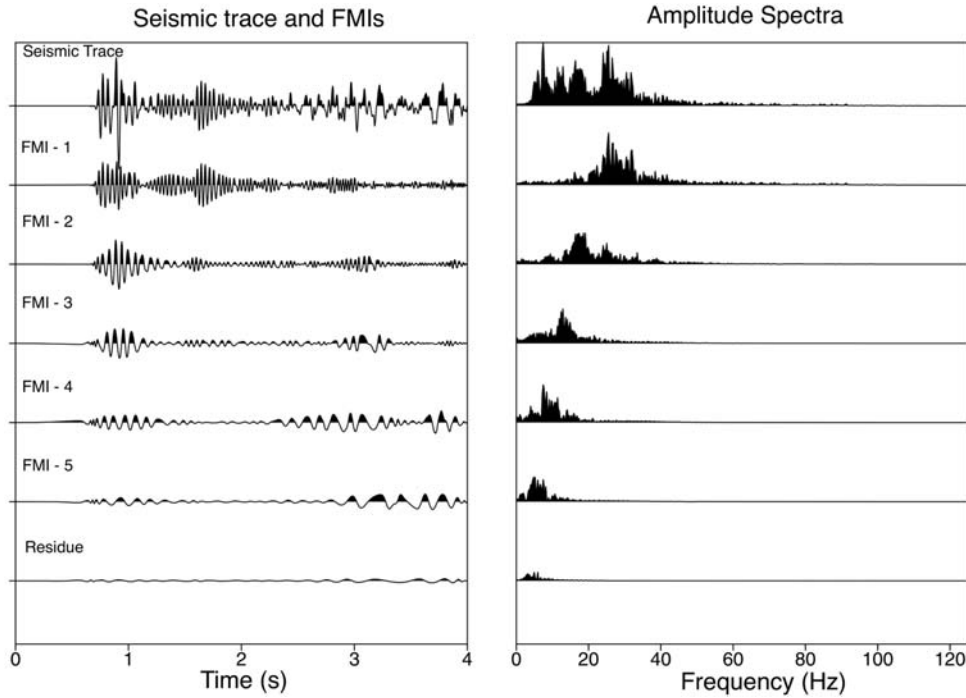 Seismic trace and FMIs
Amplitude Spectra
Seismic Trace
FMI - 1
FMI - 2
FMI - 3
FMI - 4
FMI - 5
Residue
0 1 2 3 4
Time (s)
0 20 40 60 80 100 120
Frequency (Hz)